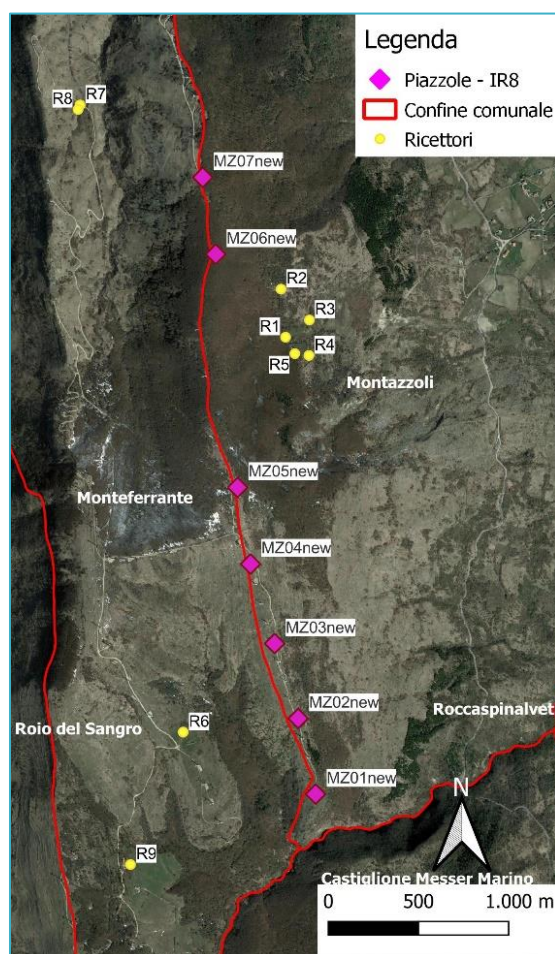 Legenda
Piazzole - IR8
Confine comunale
Ricettori
R8
R7
MZ07new
MZ06new
R2
R3
R1
R4
R5
Montazzoli
MZ05new
Monteferrante
MZ04new
MZ03new
MZ02new
Roccaspinalvet
Roio del Sangro
R6
MZ01new
N
R9
Castiglione Messer Marino
0 500 1.000 m